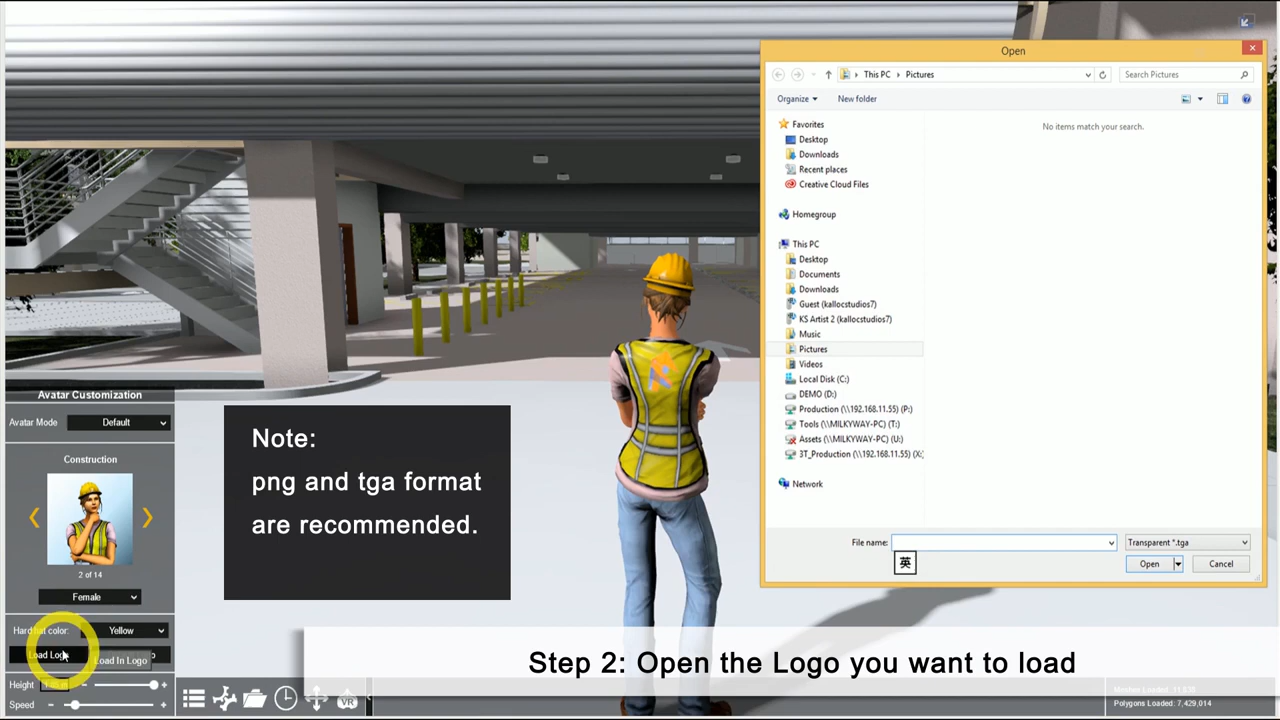 Open
This PC
Pictures
Search Pictures
Organize
New folder
No items match your search.
Favorites
Desktop
Downloads
Recent places
Creative Cloud Files
Homegroup
This PC
Desktop
Documents
Downloads
Guest (kallocstudios7)
KS Artist 2 (kallocstudios7)
Music
Pictures
Videos
Local Disk (C:)
DEMO (D:)
Production (\\192.168.11.55) (P:)
Tools (\\MILKYWAY-PC) (T:)
Assets (\\MILKYWAY-PC) (U:)
3T_Production (\\192.168.11.55) (X:
Network
File name:
Transparent *.tga
英
Open
Cancel
Avatar Customization
Avatar Mode Default
Construction
2 of 14
Female
Hard hat color: Yellow
Load Logo
Load In Logo
Height
Speed
VR
Note:
png and tga format
are recommended.
Step 2: Open the Logo you want to load
Meshes Loaded:
Polygons Loaded: 7,429,014